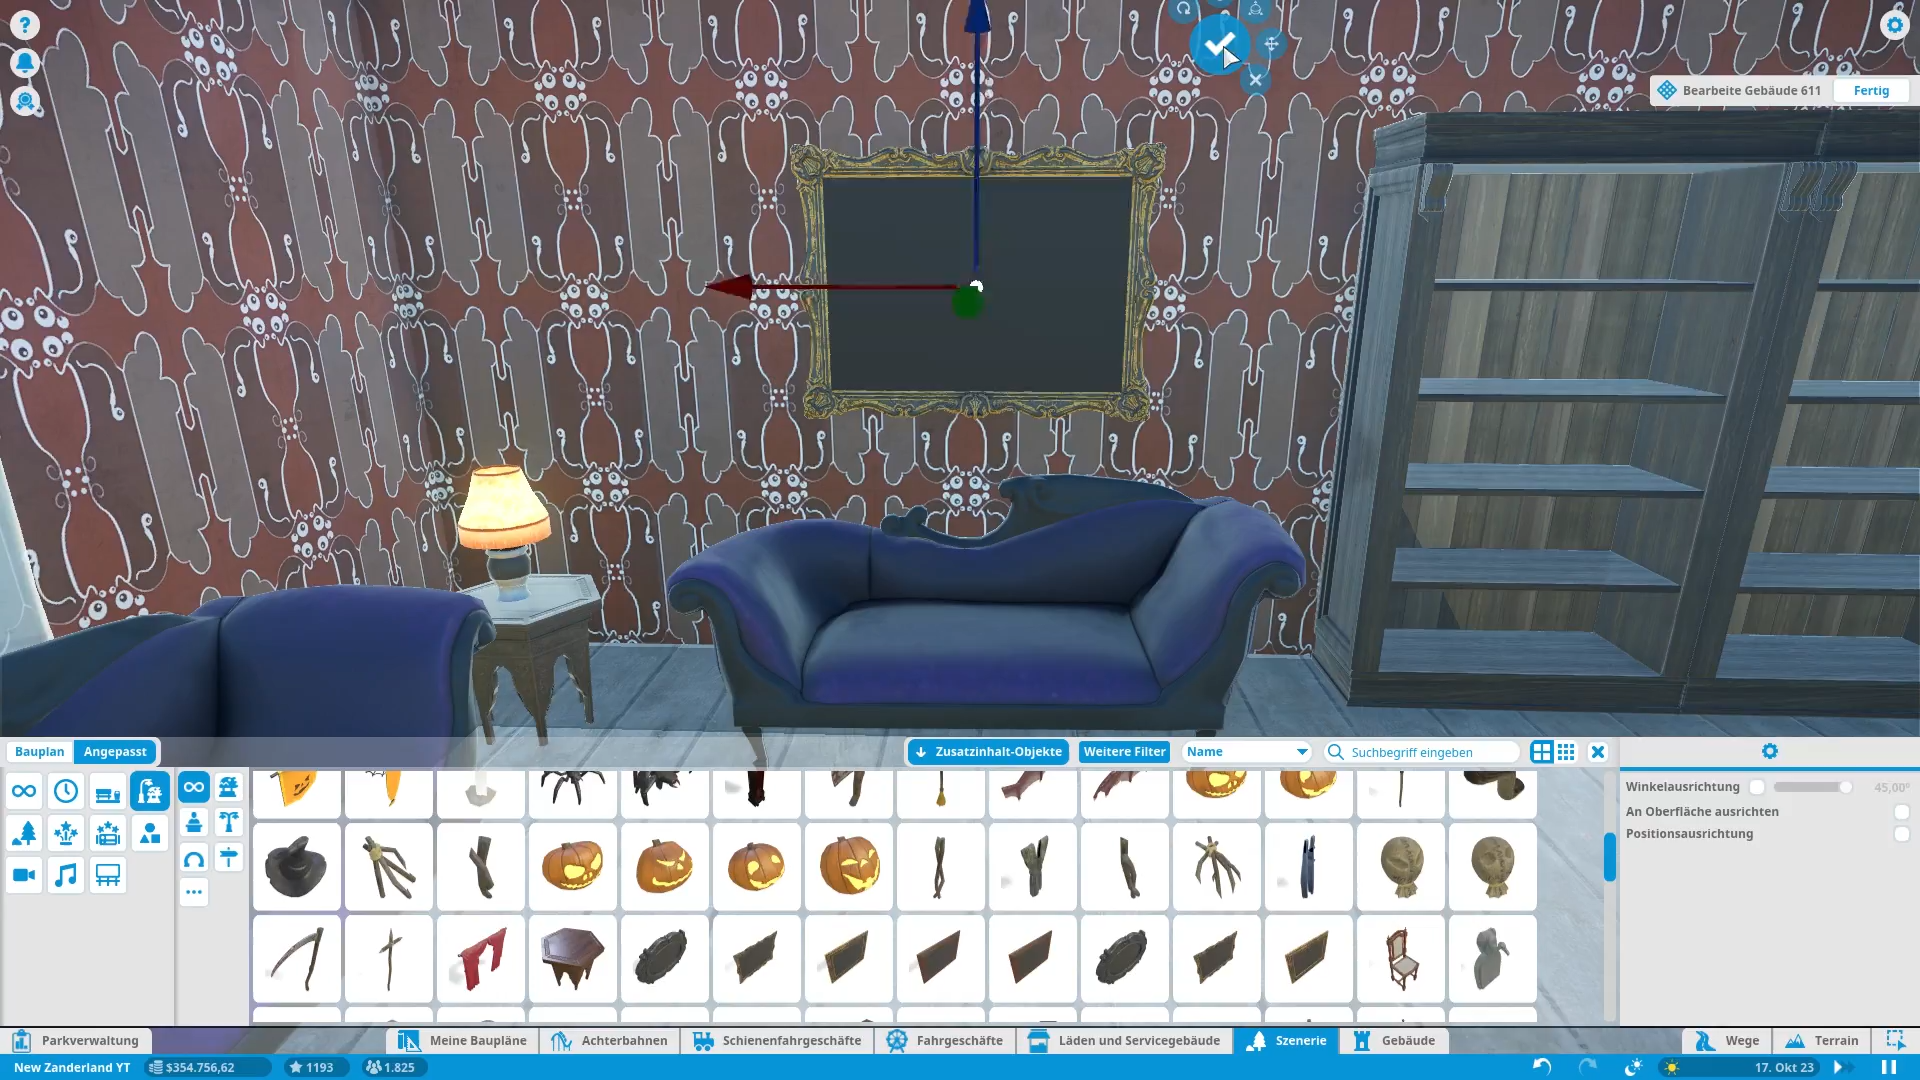 ?
Bearbeite Gebäude 611
Fertig
Bauplan
Angepasst
Zusatzinhalt-Objekte
Weitere Filter
Name
Suchbegriff eingeben
Winkelausrichtung
45,00°
An Oberfläche ausrichten
Positionsausrichtung
Parkverwaltung
Meine Baupläne
Achterbahnen
Schienenfahrgeschäfte
Fahrgeschäfte
Läden und Servicegebäude
Szenerie
Gebäude
Wege
Terrain
New Zanderland YT
$354.756,62
1193
1.825
17. Okt 23